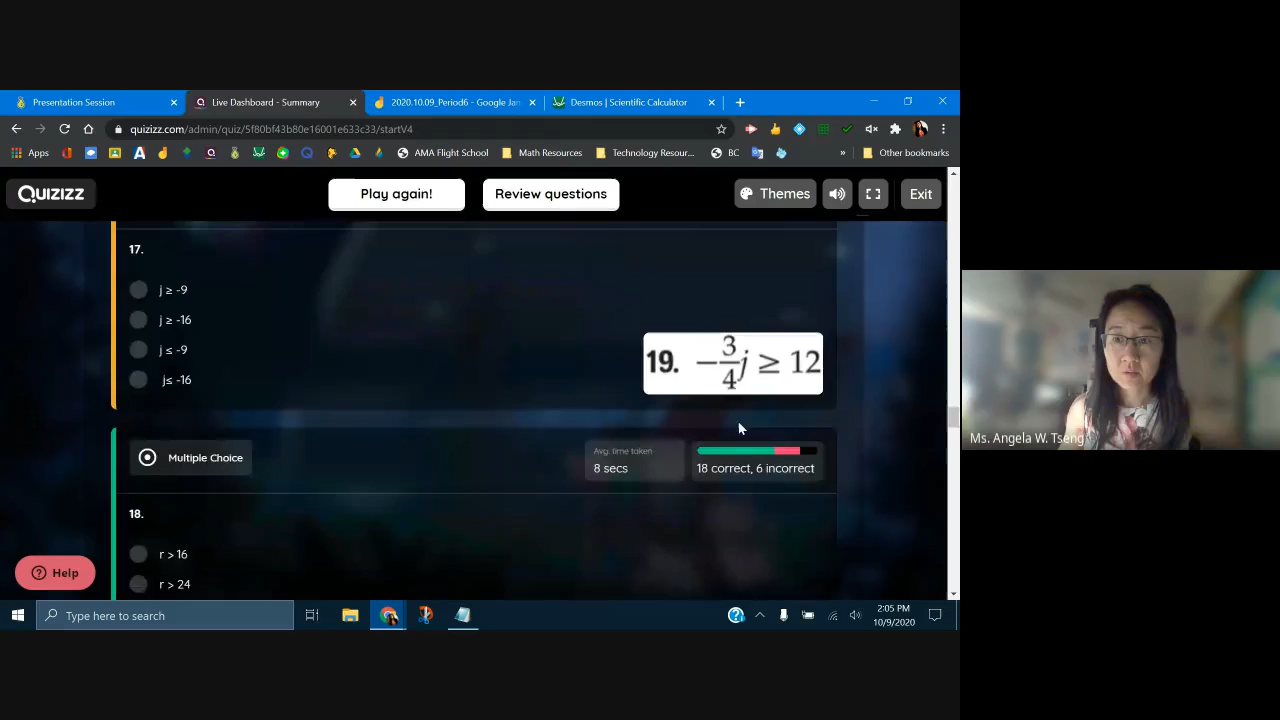 Presentation Session
Live Dashboard - Summary
2020.10.09_Period6 - Google Jan
Desmos | Scientific Calculator
quizizz.com/admin/quiz/5f80bf43b80e16001e633c33/startV4
Apps
AMA Flight School
Math Resources
Technology Resour...
BC
Other bookmarks
QUIZIZZ
Play again!
Review questions
Themes
Exit
17.
j ≥ -9
j ≥ -16
j ≤ -9
j≤ -16
19. -3/4 j ≥ 12
Multiple Choice
Avg. time taken
8 secs
18 correct, 6 incorrect
18.
r > 16
r > 24
Help
Type here to search
2:05 PM
10/9/2020
Ms. Angela W. Tseng